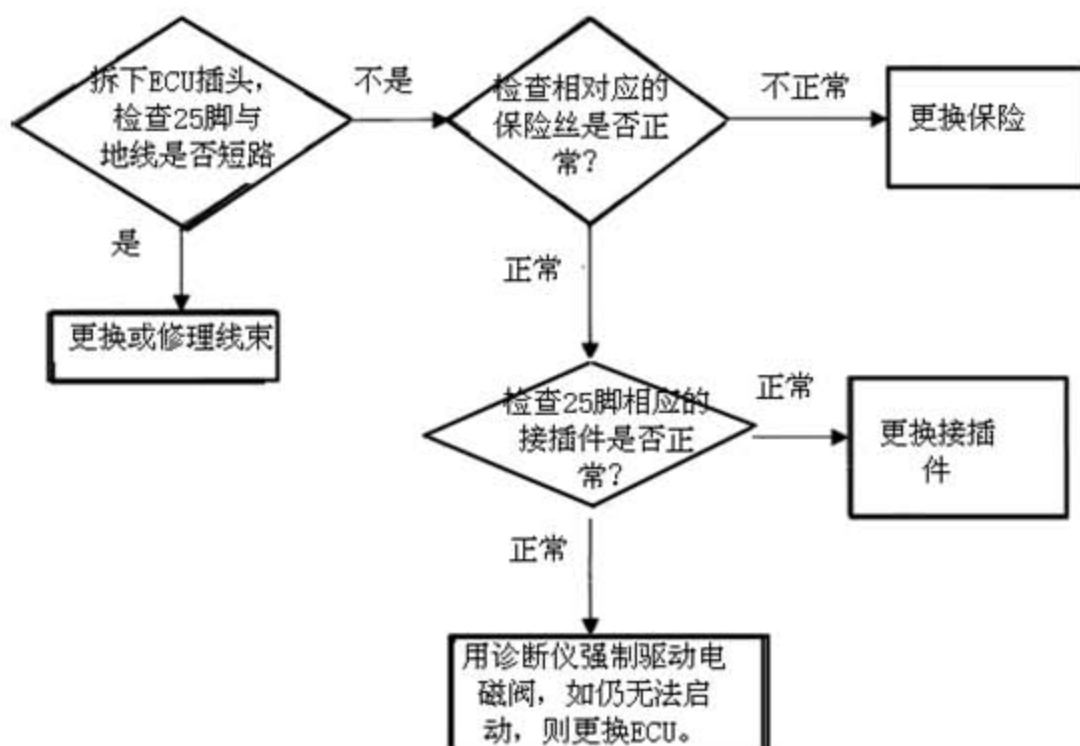 拆下ECU插头，
检查25脚与
地线是否短路
不是
检查相对应的
保险丝是否正
常?
不正常
更换保险
是
更换或修理线束
正常
检查25脚相应的
接插件是否正
常?
正常
更换接插
件
正常
用诊断仪强制驱动电
磁阀，如仍无法启
动，则更换ECU。